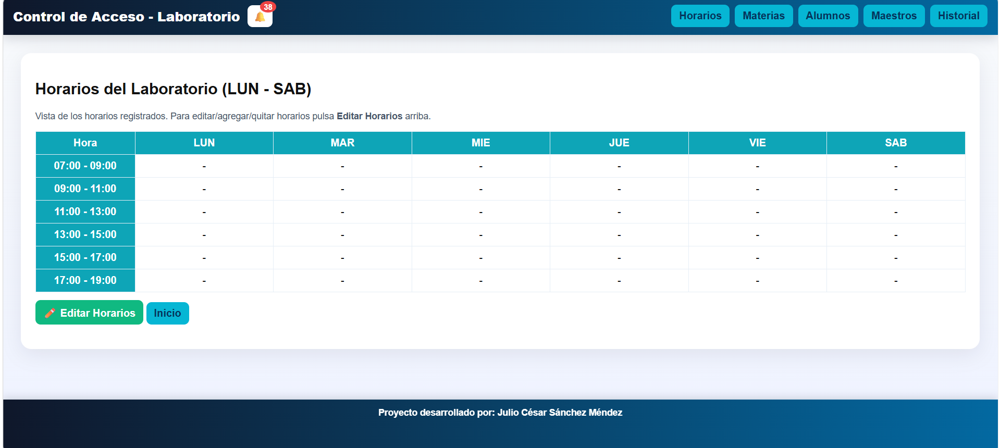 Control de Acceso - Laboratorio 38 Horarios Materias Alumnos Maestros Historial
Horarios del Laboratorio (LUN - SAB)
Vista de los horarios registrados. Para editar/agregar/quitar horarios pulsa Editar Horarios arriba.
Hora LUN MAR MIE JUE VIE SAB
07:00 - 09:00 - - - - - -
09:00 - 11:00 - - - - - -
11:00 - 13:00 - - - - - -
13:00 - 15:00 - - - - - -
15:00 - 17:00 - - - - - -
17:00 - 19:00 - - - - - -
Editar Horarios Inicio
Proyecto desarrollado por: Julio César Sánchez Méndez